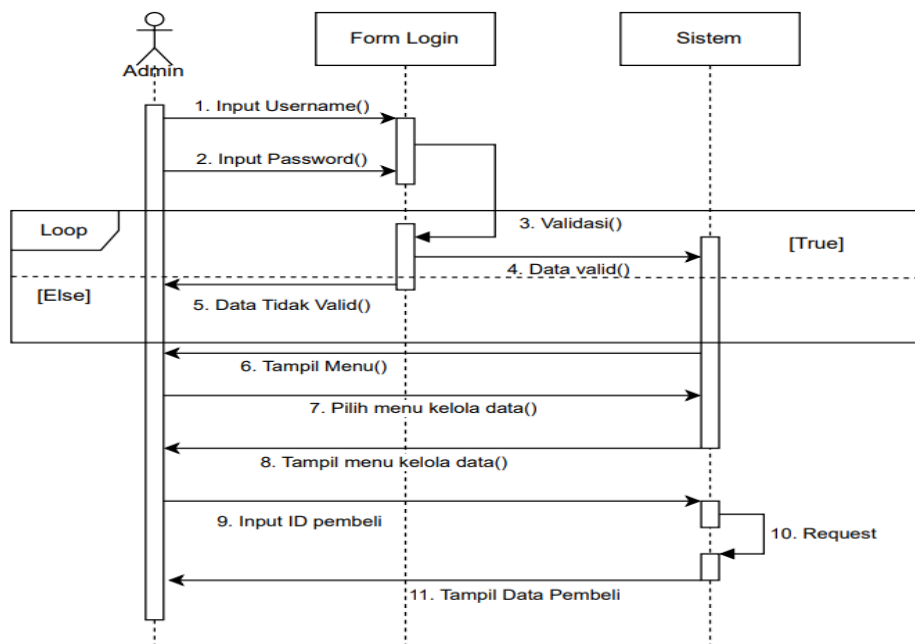 Admin
Form Login
Sistem
1. Input Username()
2. Input Password()
Loop
3. Validasi()
[True]
4. Data valid()
[Else]
5. Data Tidak Valid()
6. Tampil Menu()
7. Pilih menu kelola data()
8. Tampil menu kelola data()
9. Input ID pembeli
10. Request
11. Tampil Data Pembeli